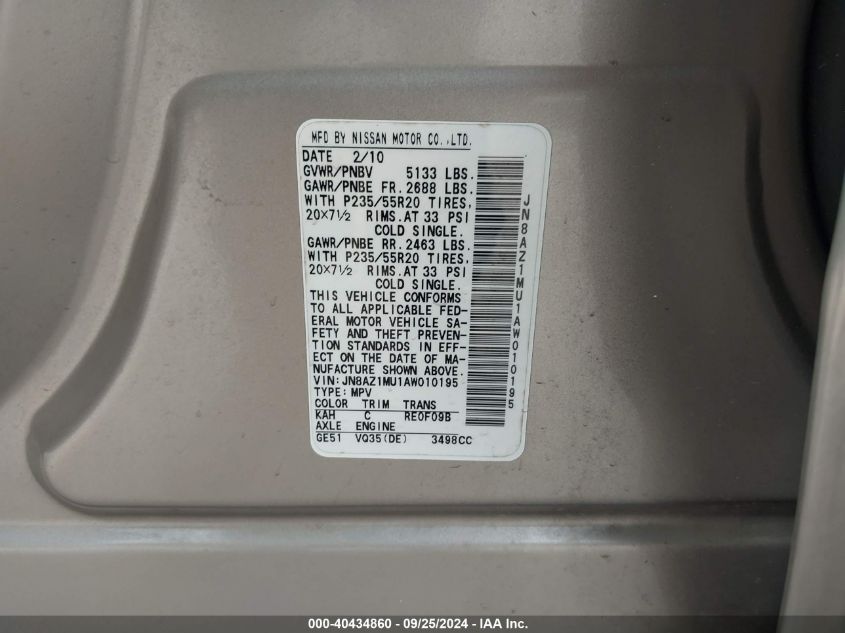 MFD BY NISSAN MOTOR CO.,LTD.
DATE 2/10
GVWR/PNBV 5133 LBS.
GAWR/PNBE FR. 2688 LBS.
WITH P235/55R20 TIRES,
20×7½ RIMS. AT 33 PSI
COLD SINGLE.
GAWR/PNBE RR. 2463 LBS.
WITH P235/55R20 TIRES.
20×7½ RIMS. AT 33 PSI
COLD SINGLE.
THIS VEHICLE CONFORMS
TO ALL APPLICABLE FED-
ERAL MOTOR VEHICLE SA-
FETY AND THEFT PREVEN-
TION STANDARDS IN EFF-
ECT ON THE DATE OF MA-
NUFACTURE SHOWN ABOVE.
VIN:JN8AZ1MU1AW010195
TYPE: MPV
COLOR TRIM TRANS
KAH C RE0F09B
AXLE ENGINE
GE51 VQ35(DE) 3498CC
JN8AZ1MU1AW010195
000-40434860 - 09/25/2024 - IAA Inc.